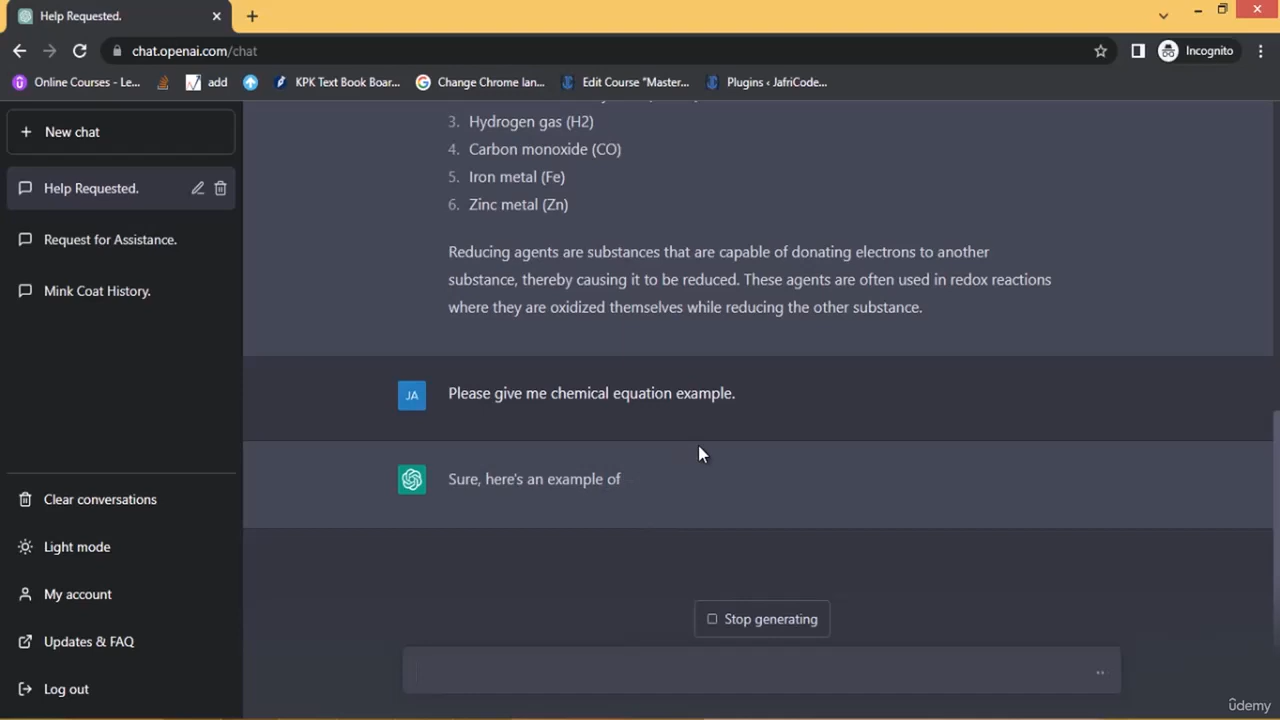 Help Requested.
chat.openai.com/chat
Incognito
Online Courses - Le...
add
KPK Text Book Boar...
Change Chrome lan...
Edit Course "Master...
Plugins ‹ JafriCode...
New chat
Help Requested.
Request for Assistance.
Mink Coat History.
Clear conversations
Light mode
My account
Updates & FAQ
Log out
3. Hydrogen gas (H2)
4. Carbon monoxide (CO)
5. Iron metal (Fe)
6. Zinc metal (Zn)
Reducing agents are substances that are capable of donating electrons to another
substance, thereby causing it to be reduced. These agents are often used in redox reactions
where they are oxidized themselves while reducing the other substance.
JA
Please give me chemical equation example.
Sure, here's an example of
Stop generating
udemy